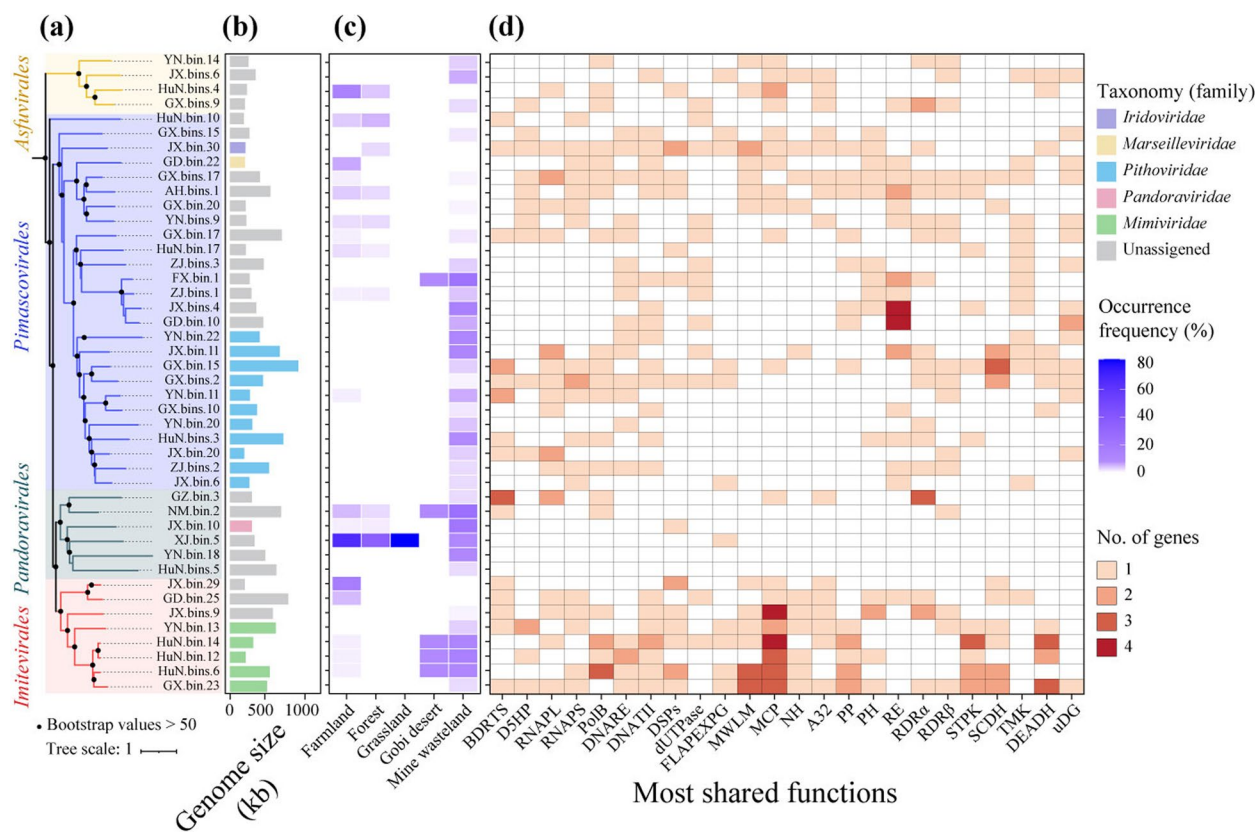 (a)
(b)
(c)
(d)
Asfuvirales
Pimascovirales
Pandoravirales
Imitevirales
YN.bin.14
JX.bins.6
HuN.bins.4
GX.bins.9
HuN.bin.10
GX.bins.15
JX.bin.30
GD.bin.22
GX.bins.17
AH.bins.1
GX.bin.20
YN.bins.9
GX.bin.17
HuN.bin.17
ZJ.bins.3
FX.bin.1
ZJ.bins.1
JX.bins.4
GD.bin.10
YN.bin.22
JX.bin.11
GX.bin.15
GX.bins.2
YN.bin.11
GX.bins.10
YN.bin.20
HuN.bins.3
JX.bin.20
ZJ.bins.2
JX.bin.6
GZ.bin.3
NM.bin.2
JX.bin.10
XJ.bin.5
YN.bin.18
HuN.bins.5
JX.bin.29
GD.bin.25
JX.bins.9
YN.bin.13
HuN.bin.14
HuN.bin.12
HuN.bins.6
GX.bin.23
• Bootstrap values > 50
Tree scale: 1
0
500
1000
Genome size
(kb)
Farmland
Forest
Grassland
Gobi desert
Mine wasteland
BDRTS
D5HP
RNAPL
RNAPS
PolB
DNARE
DNATII
DSPs
dUTPase
FLAPEXPG
MWLM
MCP
NH
A32
PP
PH
RE
RDRα
RDRβ
STPK
SCDH
TMK
DEADH
uDG
Most shared functions
Taxonomy (family)
Iridoviridae
Marseilleviridae
Pithoviridae
Pandoraviridae
Mimiviridae
Unassigened
Occurrence
frequency (%)
80
60
40
20
0
No. of genes
1
2
3
4